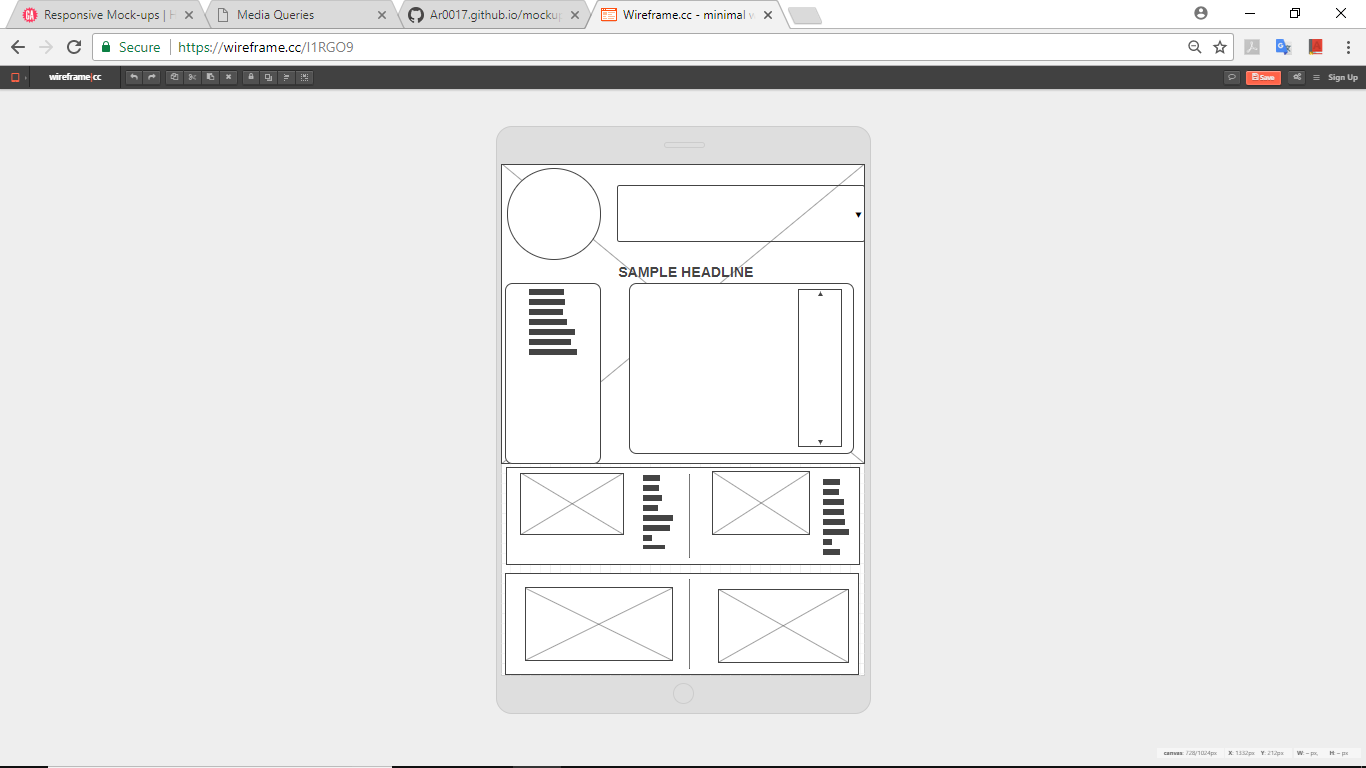 Responsive Mock-ups | H
Media Queries
Ar0017.github.io/mockup
Wireframe.cc - minimal w
Secure
https://wireframe.cc/I1RGO9
wireframe|cc
Save
Sign Up
SAMPLE HEADLINE
canvas: 728/1024px X: 1332px Y: 212px W: – px, H: – px